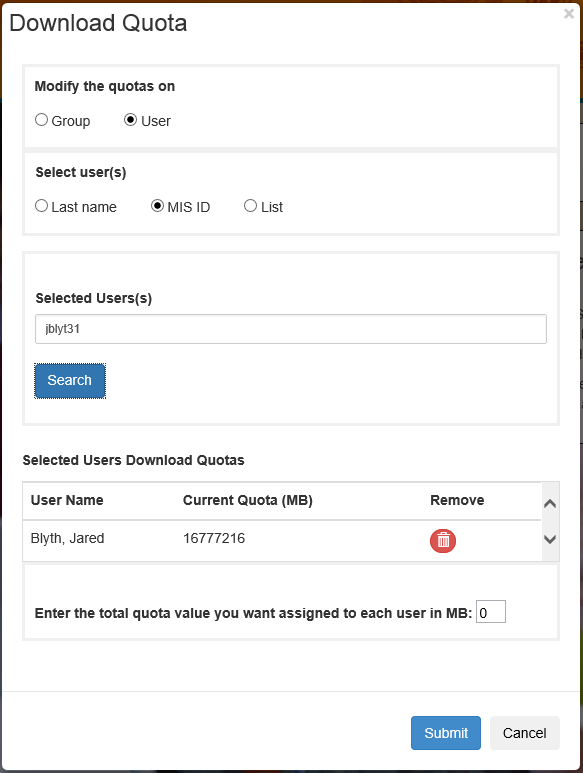 Download Quota
Modify the quotas on
Group User
Select user(s)
Last name MIS ID List
Selected Users(s)
jblyt31
Search
Selected Users Download Quotas
User Name Current Quota (MB) Remove
Blyth, Jared 16777216
Enter the total quota value you want assigned to each user in MB: 0
Submit Cancel